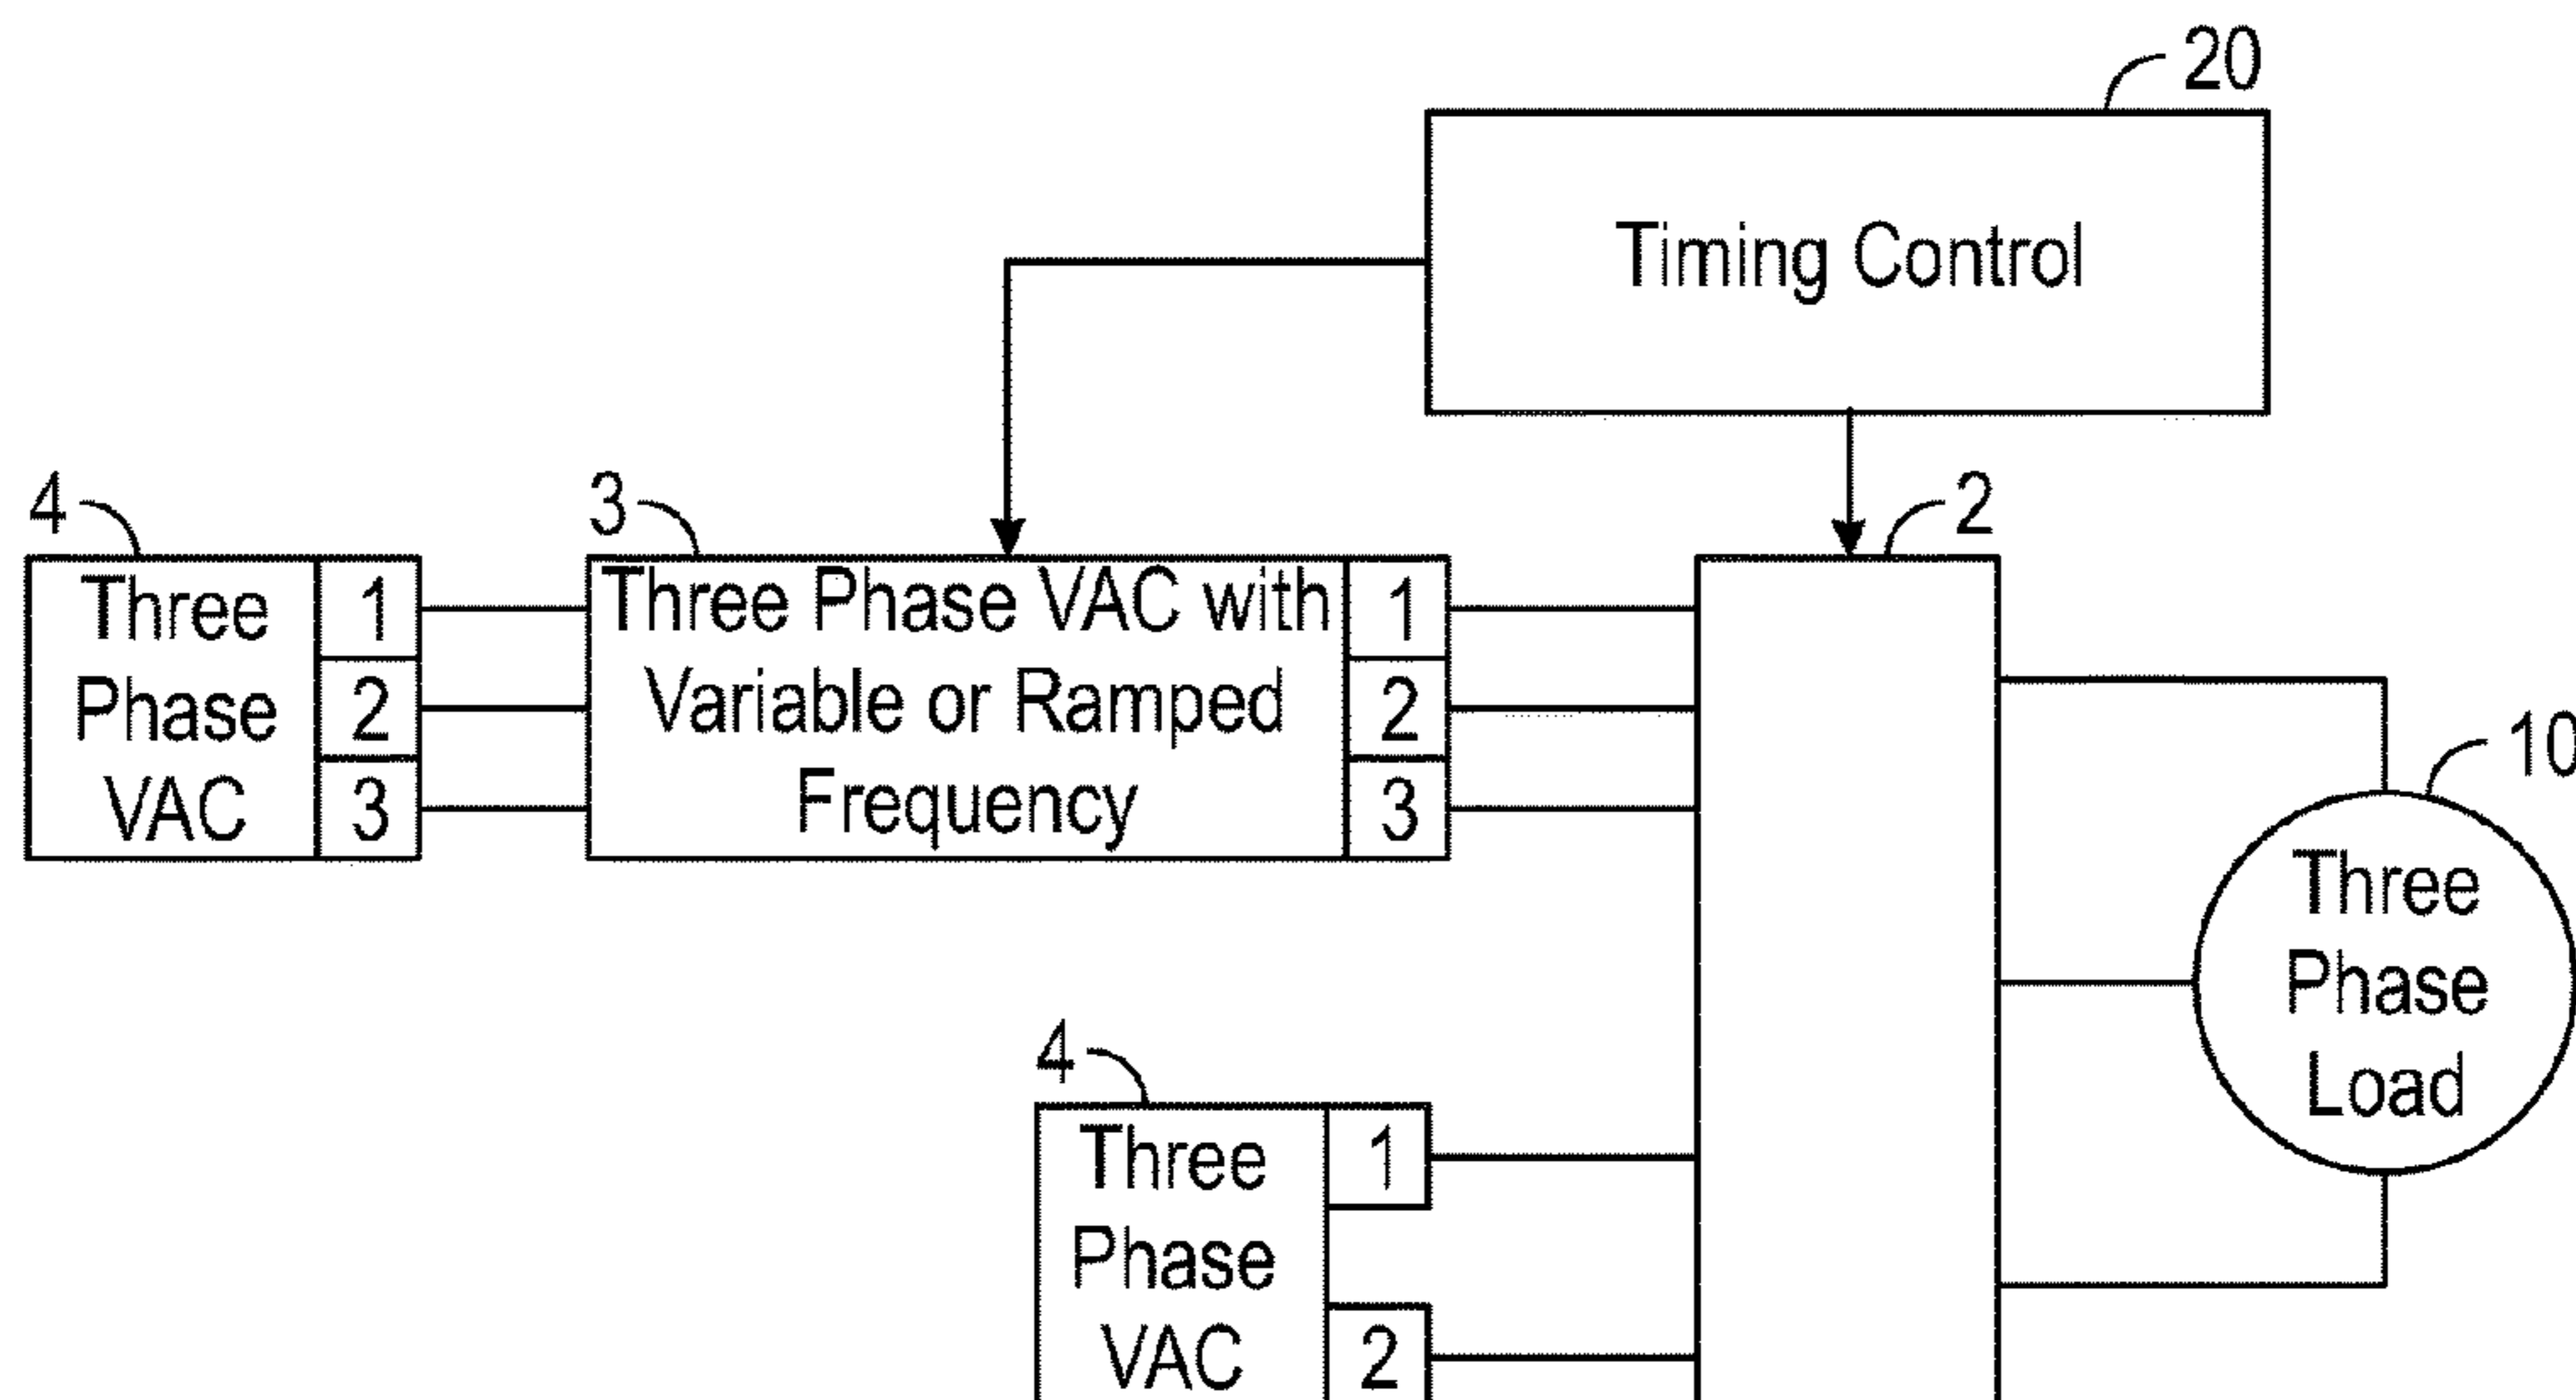 20
Timing Control
4
3
2
Three
Phase
VAC
1
2
3
Three Phase VAC with
Variable or Ramped
Frequency
1
2
3
10
Three
Phase
Load
4
Three
Phase
VAC
1
2